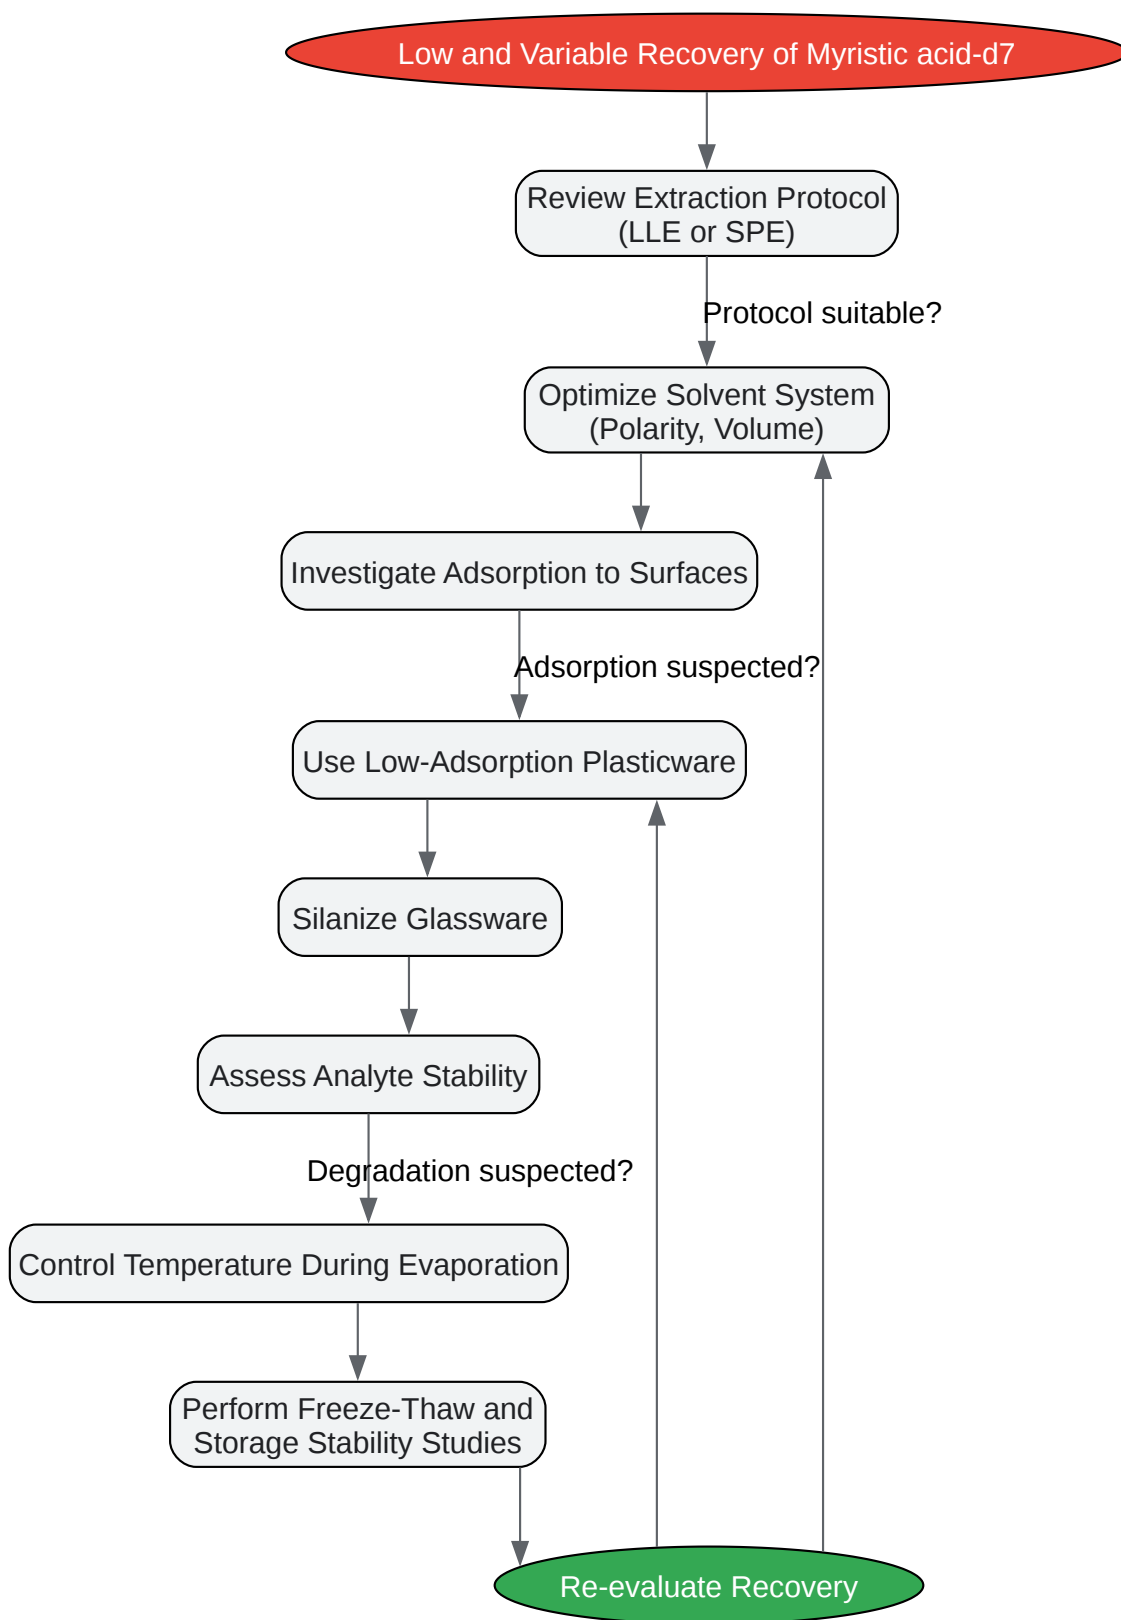 Low and Variable Recovery of Myristic acid-d7
Review Extraction Protocol
(LLE or SPE)
Protocol suitable?
Optimize Solvent System
(Polarity, Volume)
Investigate Adsorption to Surfaces
Adsorption suspected?
Use Low-Adsorption Plasticware
Silanize Glassware
Assess Analyte Stability
Degradation suspected?
Control Temperature During Evaporation
Perform Freeze-Thaw and
Storage Stability Studies
Re-evaluate Recovery